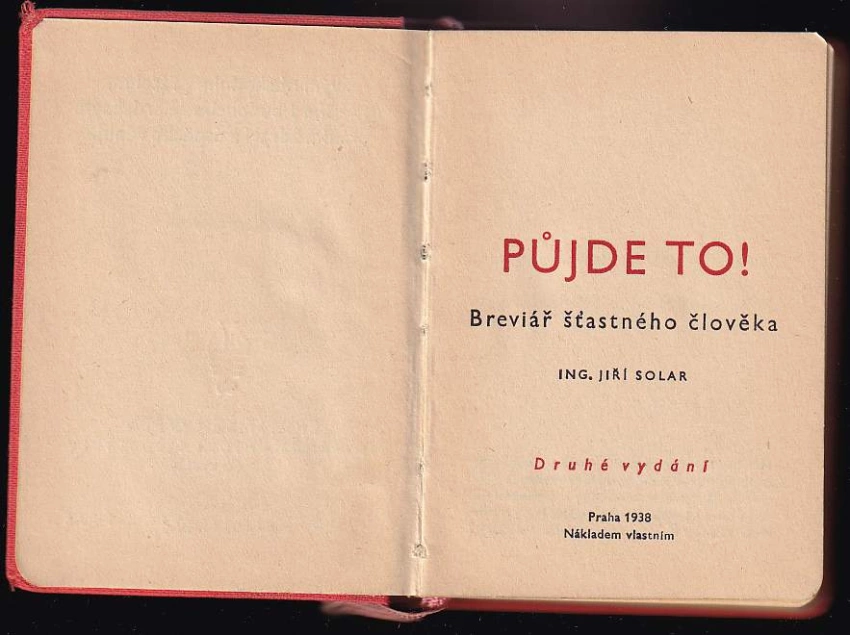 PŮJDE TO!
Breviář šťastného člověka
ING. JIŘÍ SOLAR
Druhé vydání
Praha 1938
Nákladem vlastním